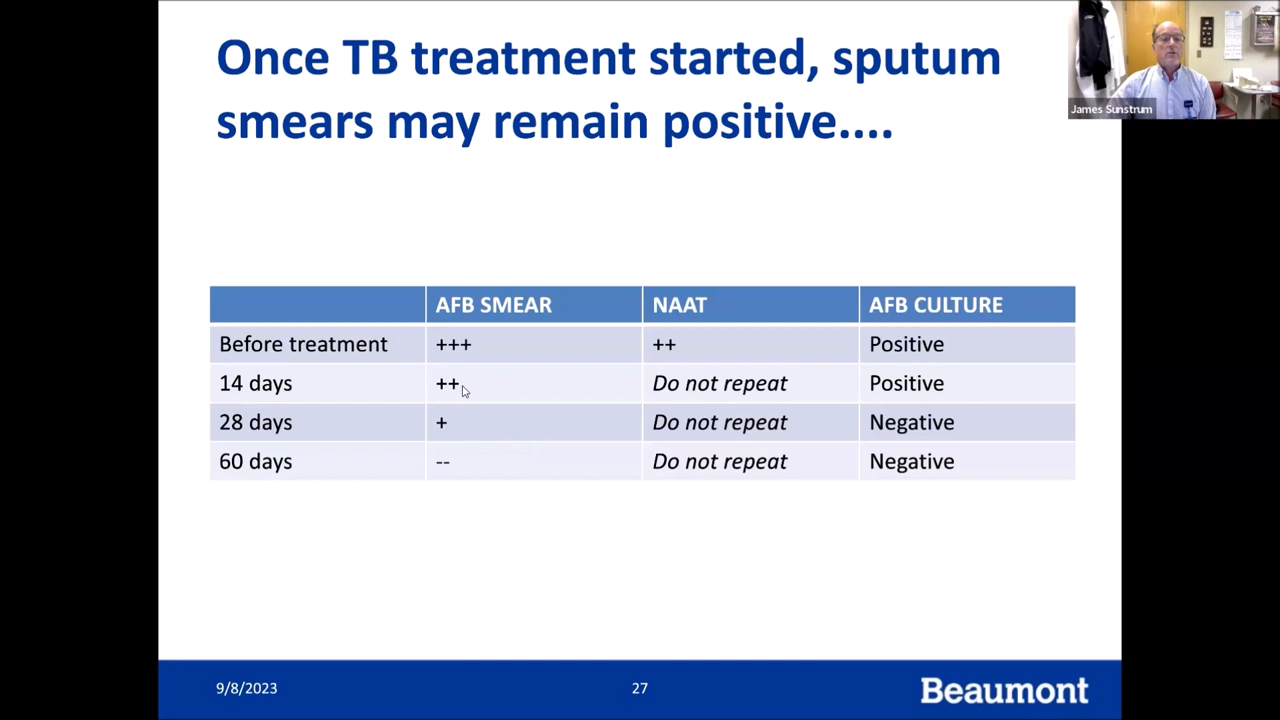 Once TB treatment started, sputum
smears may remain positive....
James Sunstrum
AFB SMEAR NAAT AFB CULTURE
Before treatment +++ ++ Positive
14 days ++ Do not repeat Positive
28 days + Do not repeat Negative
60 days -- Do not repeat Negative
9/8/2023 27 Beaumont